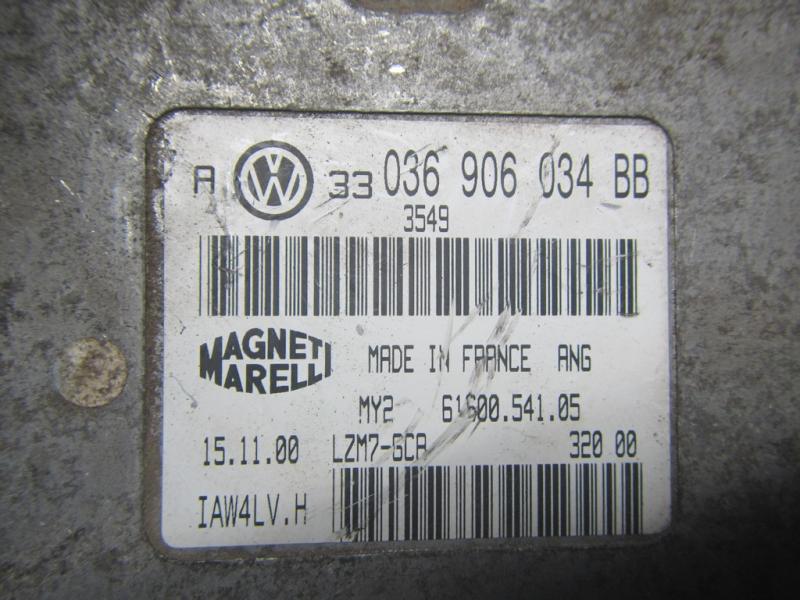 A VW 33 036 906 034 BB
3549
MAGNETI MARELLI MADE IN FRANCE ANG
MY2 61600.541.05
15.11.00 LZM7-GCA 320 00
IAW4LV.H